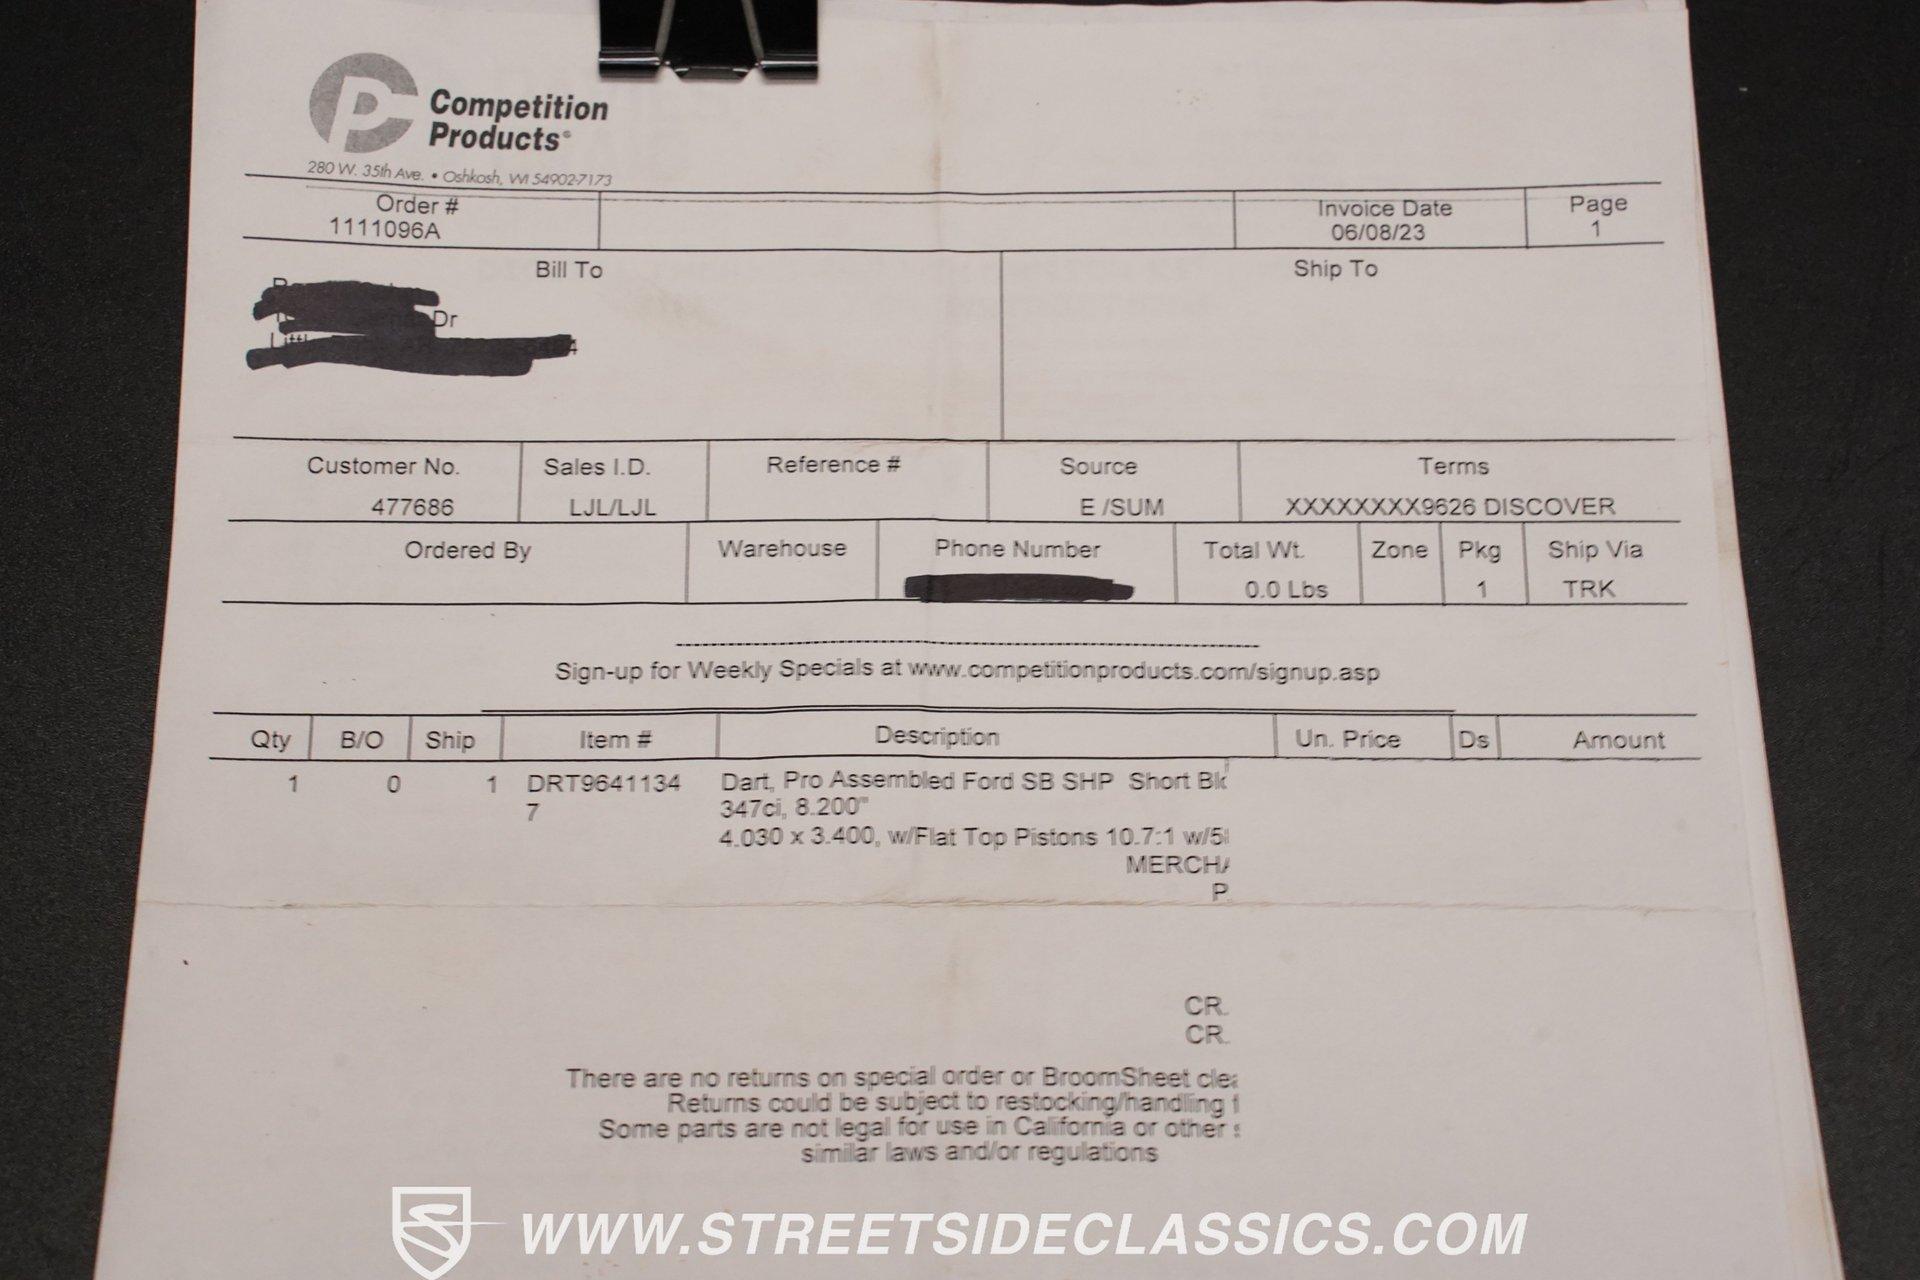 Competition
Products®
280 W. 35th Ave. • Oshkosh, WI 54902-7173
Order #
1111096A
Invoice Date
06/08/23
Page
1
Bill To
Ship To
Dr
Customer No.
477686
Sales I.D.
LJL/LJL
Reference #
Source
E /SUM
Terms
XXXXXXXX9626 DISCOVER
Ordered By
Warehouse
Phone Number
Total Wt.
0.0 Lbs
Zone
Pkg
1
Ship Via
TRK
Sign-up for Weekly Specials at www.competitionproducts.com/signup.asp
Qty B/O Ship Item # Description Un. Price Ds Amount
1 0 1 DRT9641134 Dart, Pro Assembled Ford SB SHP Short Blk
7 347ci, 8.200"
4.030 x 3.400, w/Flat Top Pistons 10.7:1 w/5
MERCHA
P
CR
CR
There are no returns on special order or BroomSheet clea
Returns could be subject to restocking/handling f
Some parts are not legal for use in California or other s
similar laws and/or regulations
WWW.STREETSIDECLASSICS.COM